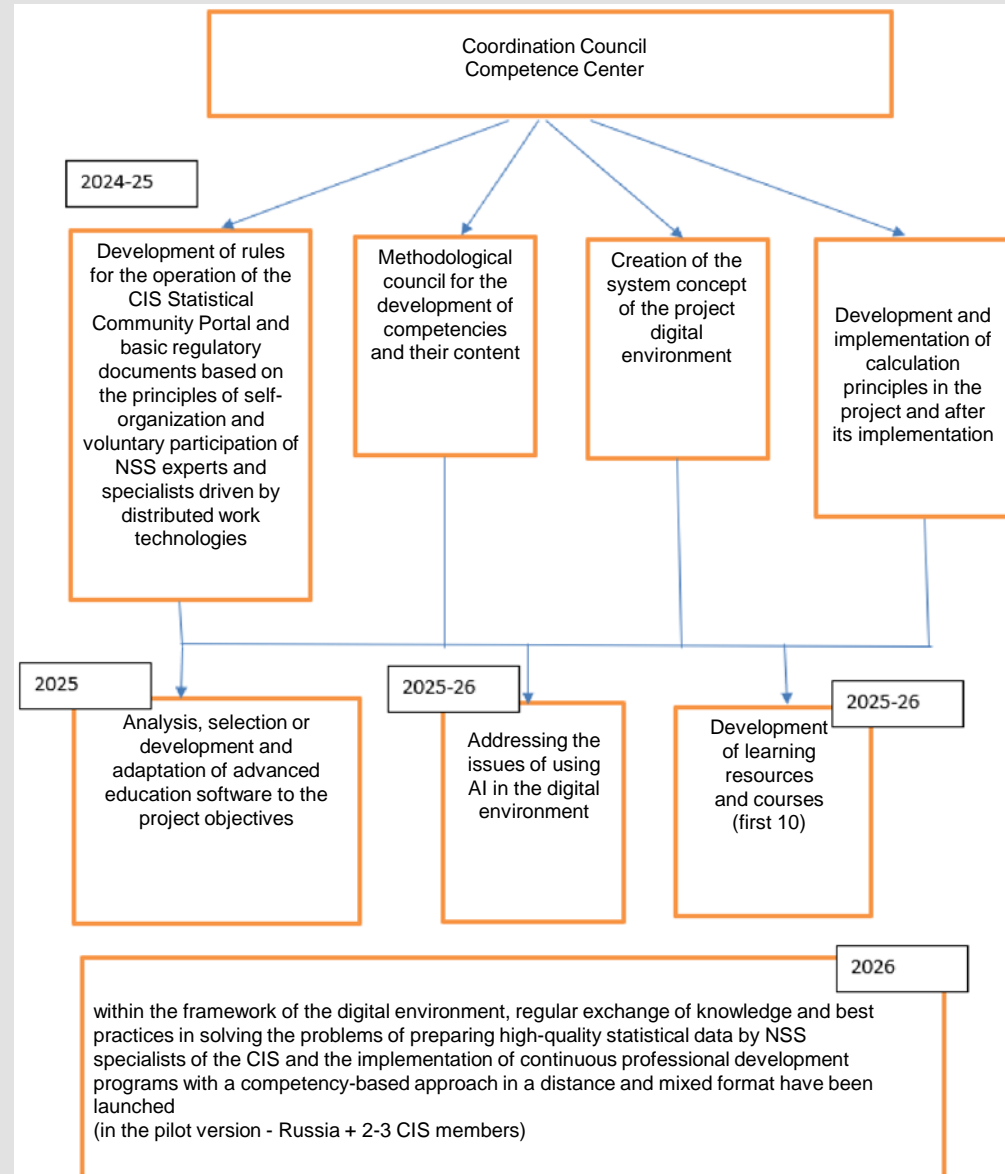 Coordination Council
Competence Center
2024-25
Development of rules
for the operation of the
CIS Statistical
Community Portal and
basic regulatory
documents based on
the principles of self-
organization and
voluntary participation of
NSS experts and
specialists driven by
distributed work
technologies
Methodological
council for the
development of
competencies
and their content
Creation of the
system concept
of the project
digital
environment
Development and
implementation of
calculation
principles in the
project and after
its implementation
2025
Analysis, selection or
development and
adaptation of advanced
education software to the
project objectives
2025-26
Addressing the
issues of using
AI in the digital
environment
2025-26
Development
of learning
resources
and courses
(first 10)
2026
within the framework of the digital environment, regular exchange of knowledge and best
practices in solving the problems of preparing high-quality statistical data by NSS
specialists of the CIS and the implementation of continuous professional development
programs with a competency-based approach in a distance and mixed format have been
launched
(in the pilot version - Russia + 2-3 CIS members)